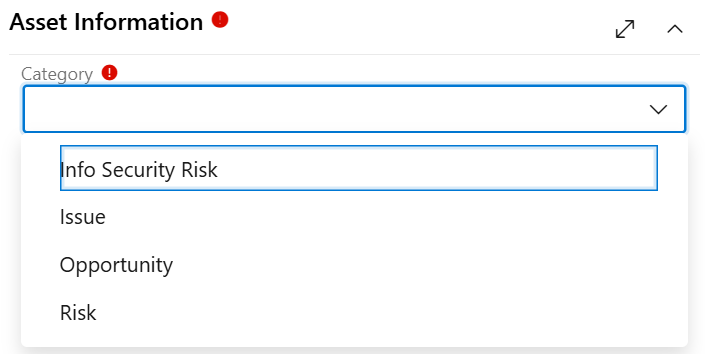 Asset Information
Category
Info Security Risk
Issue
Opportunity
Risk